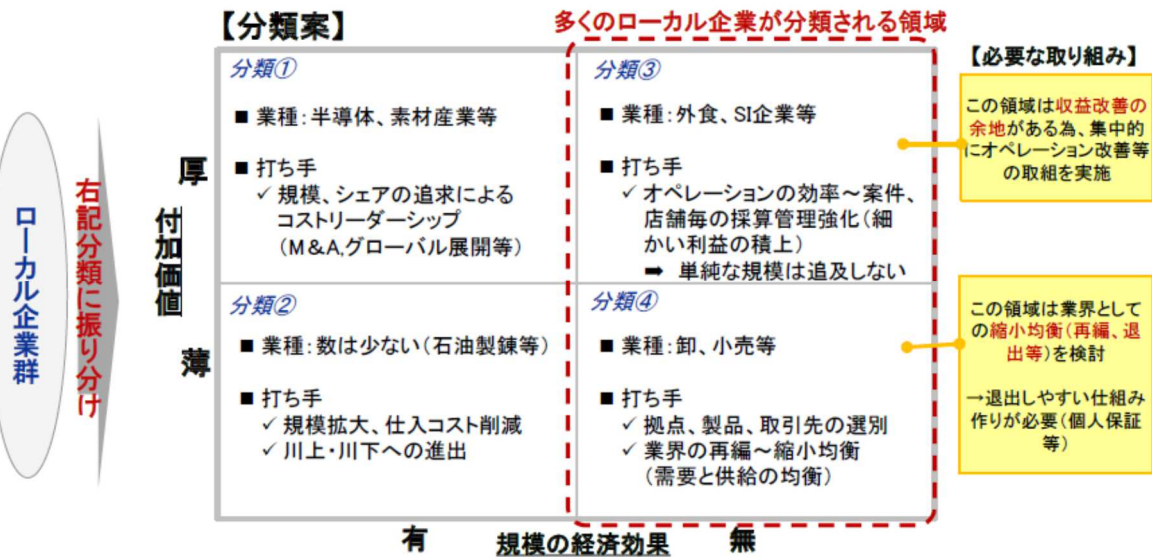 【分類案】
多くのローカル企業が分類される領域
【必要な取り組み】
ローカル企業群
右記分類に振り分け
付加価値
厚
薄
分類①
■ 業種:半導体、素材産業等
■ 打ち手
✓ 規模、シェアの追求による
コストリーダーシップ
(M&A,グローバル展開等)
分類③
■ 業種:外食、SI企業等
■ 打ち手
✓ オペレーションの効率~案件、
店舗毎の採算管理強化(細
かい利益の積上)
➡ 単純な規模は追及しない
この領域は収益改善の
余地がある為、集中的
にオペレーション改善等
の取組を実施
分類②
■ 業種:数は少ない(石油製錬等)
■ 打ち手
✓ 規模拡大、仕入コスト削減
✓ 川上・川下への進出
分類④
■ 業種:卸、小売等
■ 打ち手
✓ 拠点、製品、取引先の選別
✓ 業界の再編~縮小均衡
(需要と供給の均衡)
この領域は業界として
の縮小均衡(再編、退
出等)を検討
→退出しやすい仕組み
作りが必要(個人保証
等)
有
規模の経済効果
無